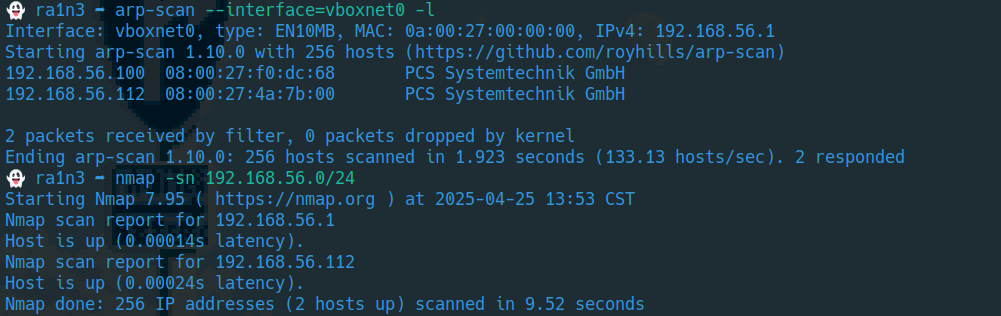 👻 ra1n3 ➦ arp-scan --interface=vboxnet0 -l
Interface: vboxnet0, type: EN10MB, MAC: 0a:00:27:00:00:00, IPv4: 192.168.56.1
Starting arp-scan 1.10.0 with 256 hosts (https://github.com/royhills/arp-scan)
192.168.56.100  08:00:27:f0:dc:68       PCS Systemtechnik GmbH
192.168.56.112  08:00:27:4a:7b:00       PCS Systemtechnik GmbH

2 packets received by filter, 0 packets dropped by kernel
Ending arp-scan 1.10.0: 256 hosts scanned in 1.923 seconds (133.13 hosts/sec). 2 responded
👻 ra1n3 ➦ nmap -sn 192.168.56.0/24
Starting Nmap 7.95 ( https://nmap.org ) at 2025-04-25 13:53 CST
Nmap scan report for 192.168.56.1
Host is up (0.00014s latency).
Nmap scan report for 192.168.56.112
Host is up (0.00024s latency).
Nmap done: 256 IP addresses (2 hosts up) scanned in 9.52 seconds